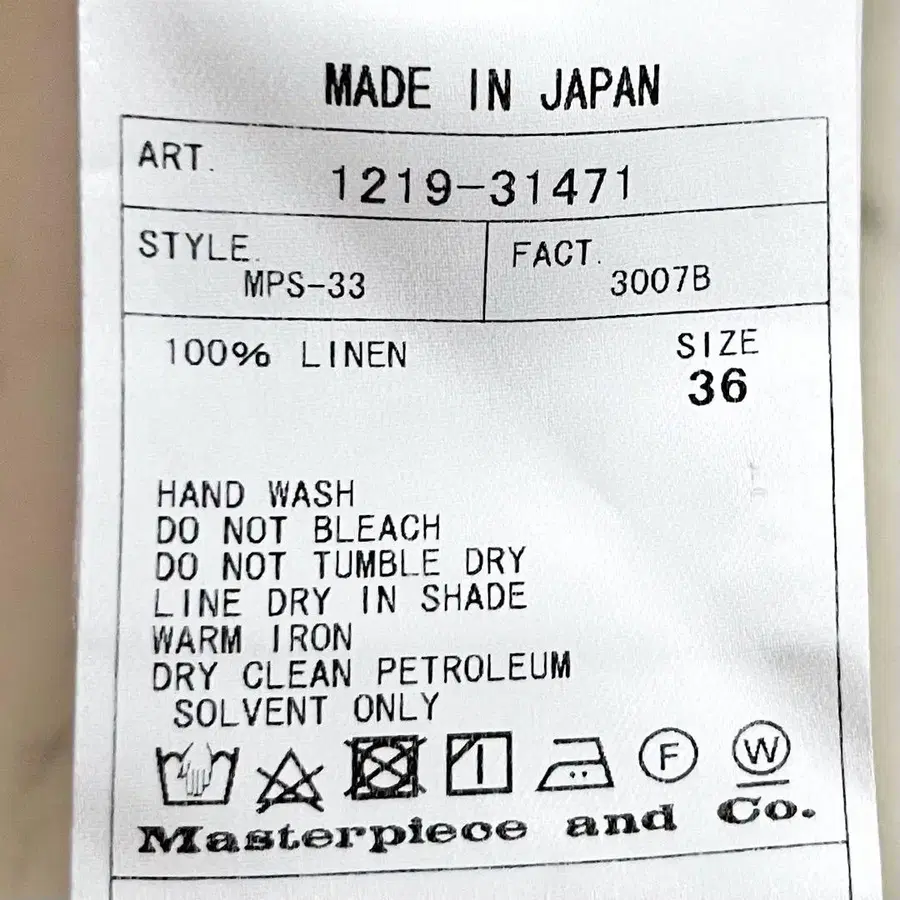 MADE IN JAPAN
ART.
1219-31471
STYLE.
MPS-33
FACT.
3007B
100% LINEN
SIZE
36
HAND WASH
DO NOT BLEACH
DO NOT TUMBLE DRY
LINE DRY IN SHADE
WARM IRON
DRY CLEAN PETROLEUM
SOLVENT ONLY
F W
Masterpiece and Co.